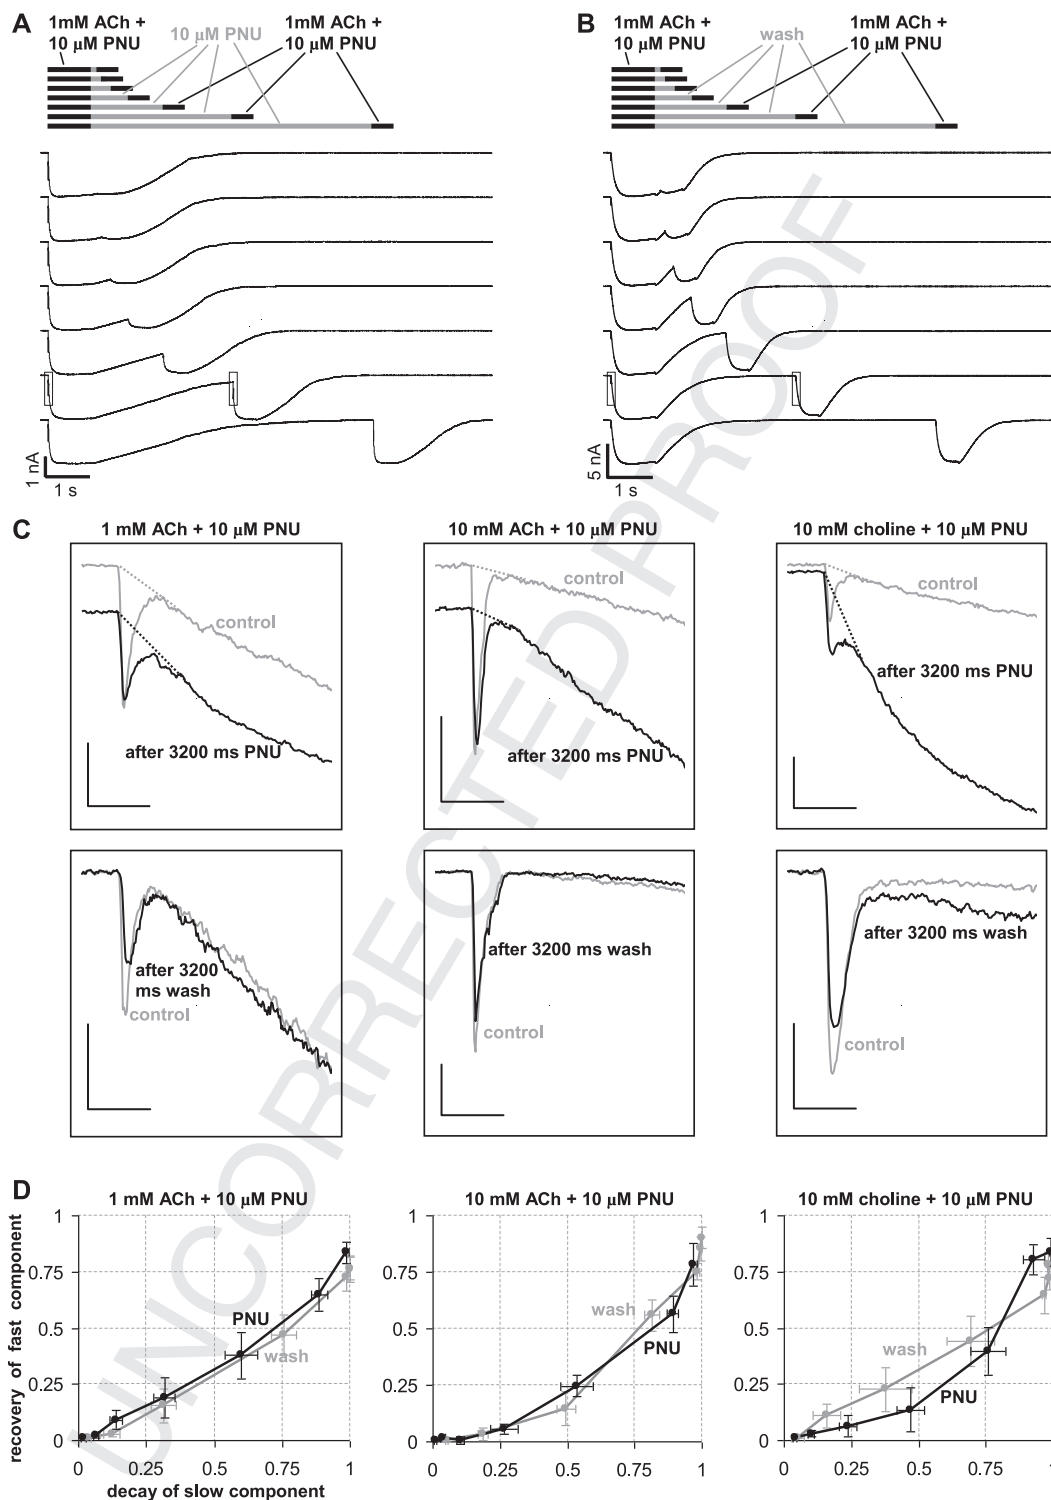 A
1mM ACh +
10 μM PNU
10 μM PNU
1mM ACh +
10 μM PNU
B
1mM ACh +
10 μM PNU
wash
1mM ACh +
10 μM PNU
1 nA
1 s
5 nA
1 s
C
1 mM ACh + 10 μM PNU
control
after 3200 ms PNU
10 mM ACh + 10 μM PNU
control
after 3200 ms PNU
10 mM choline + 10 μM PNU
control
after 3200 ms PNU
after 3200
ms wash
control
after 3200 ms wash
control
after 3200 ms wash
control
D
recovery of fast component
1 mM ACh + 10 μM PNU
1
0.75
0.5
0.25
0
PNU
wash
0 0.25 0.5 0.75 1
decay of slow component
10 mM ACh + 10 μM PNU
1
0.75
0.5
0.25
0
wash
PNU
0 0.25 0.5 0.75 1
10 mM choline + 10 μM PNU
1
0.75
0.5
0.25
0
wash
PNU
0 0.25 0.5 0.75 1
UNCORRECTED PROOF